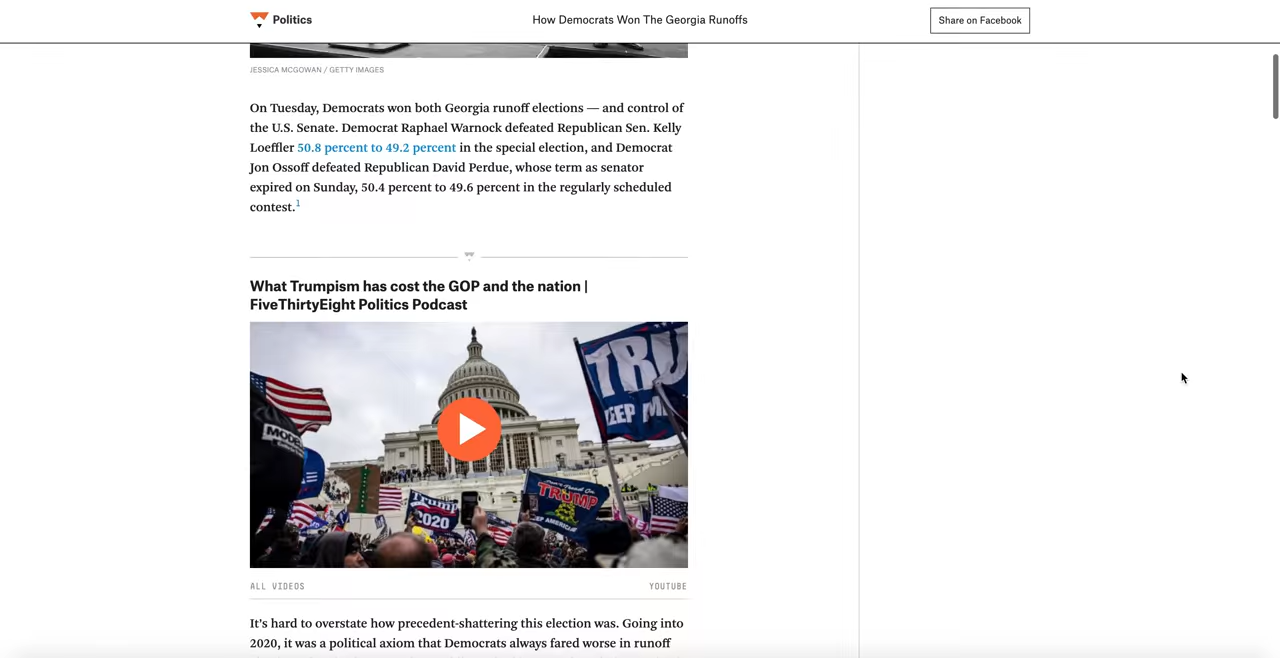 Politics
How Democrats Won The Georgia Runoffs
Share on Facebook
JESSICA MCGOWAN / GETTY IMAGES
On Tuesday, Democrats won both Georgia runoff elections — and control of
the U.S. Senate. Democrat Raphael Warnock defeated Republican Sen. Kelly
Loeffler 50.8 percent to 49.2 percent in the special election, and Democrat
Jon Ossoff defeated Republican David Perdue, whose term as senator
expired on Sunday, 50.4 percent to 49.6 percent in the regularly scheduled
contest.1
What Trumpism has cost the GOP and the nation |
FiveThirtyEight Politics Podcast
TRU
KEEP
MODE
TRUMP
Trump
2020
ALL VIDEOS
YOUTUBE
It's hard to overstate how precedent-shattering this election was. Going into
2020, it was a political axiom that Democrats always fared worse in runoff